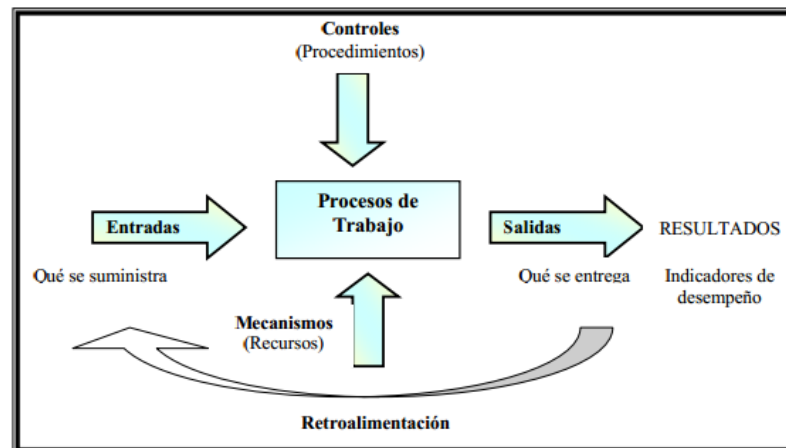 Controles
(Procedimientos)
Procesos de
Trabajo
Entradas
Salidas
RESULTADOS
Qué se suministra
Qué se entrega
Indicadores de
desempeño
Mecanismos
(Recursos)
Retroalimentación